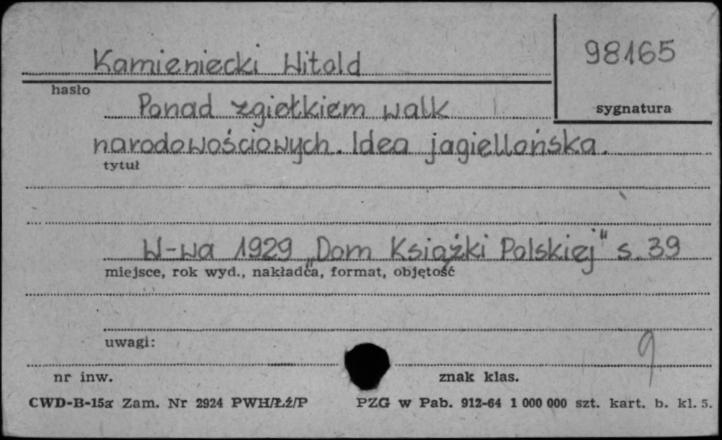 Kamieniecki Witold
98165
hasło
sygnatura
Ponad zgiełkiem walk
narodowościowych. Idea jagiellońska.
tytuł
W-wa 1929 „Dom Książki Polskiej" s. 39
miejsce, rok wyd., nakładca, format, objętość
uwagi:
9
nr inw.
znak klas.
CWD-B-15a Zam. Nr 2924 PWH/Łż/P PZG w Pab. 912-64 1 000 000 szt. kart. b. kl. 5.